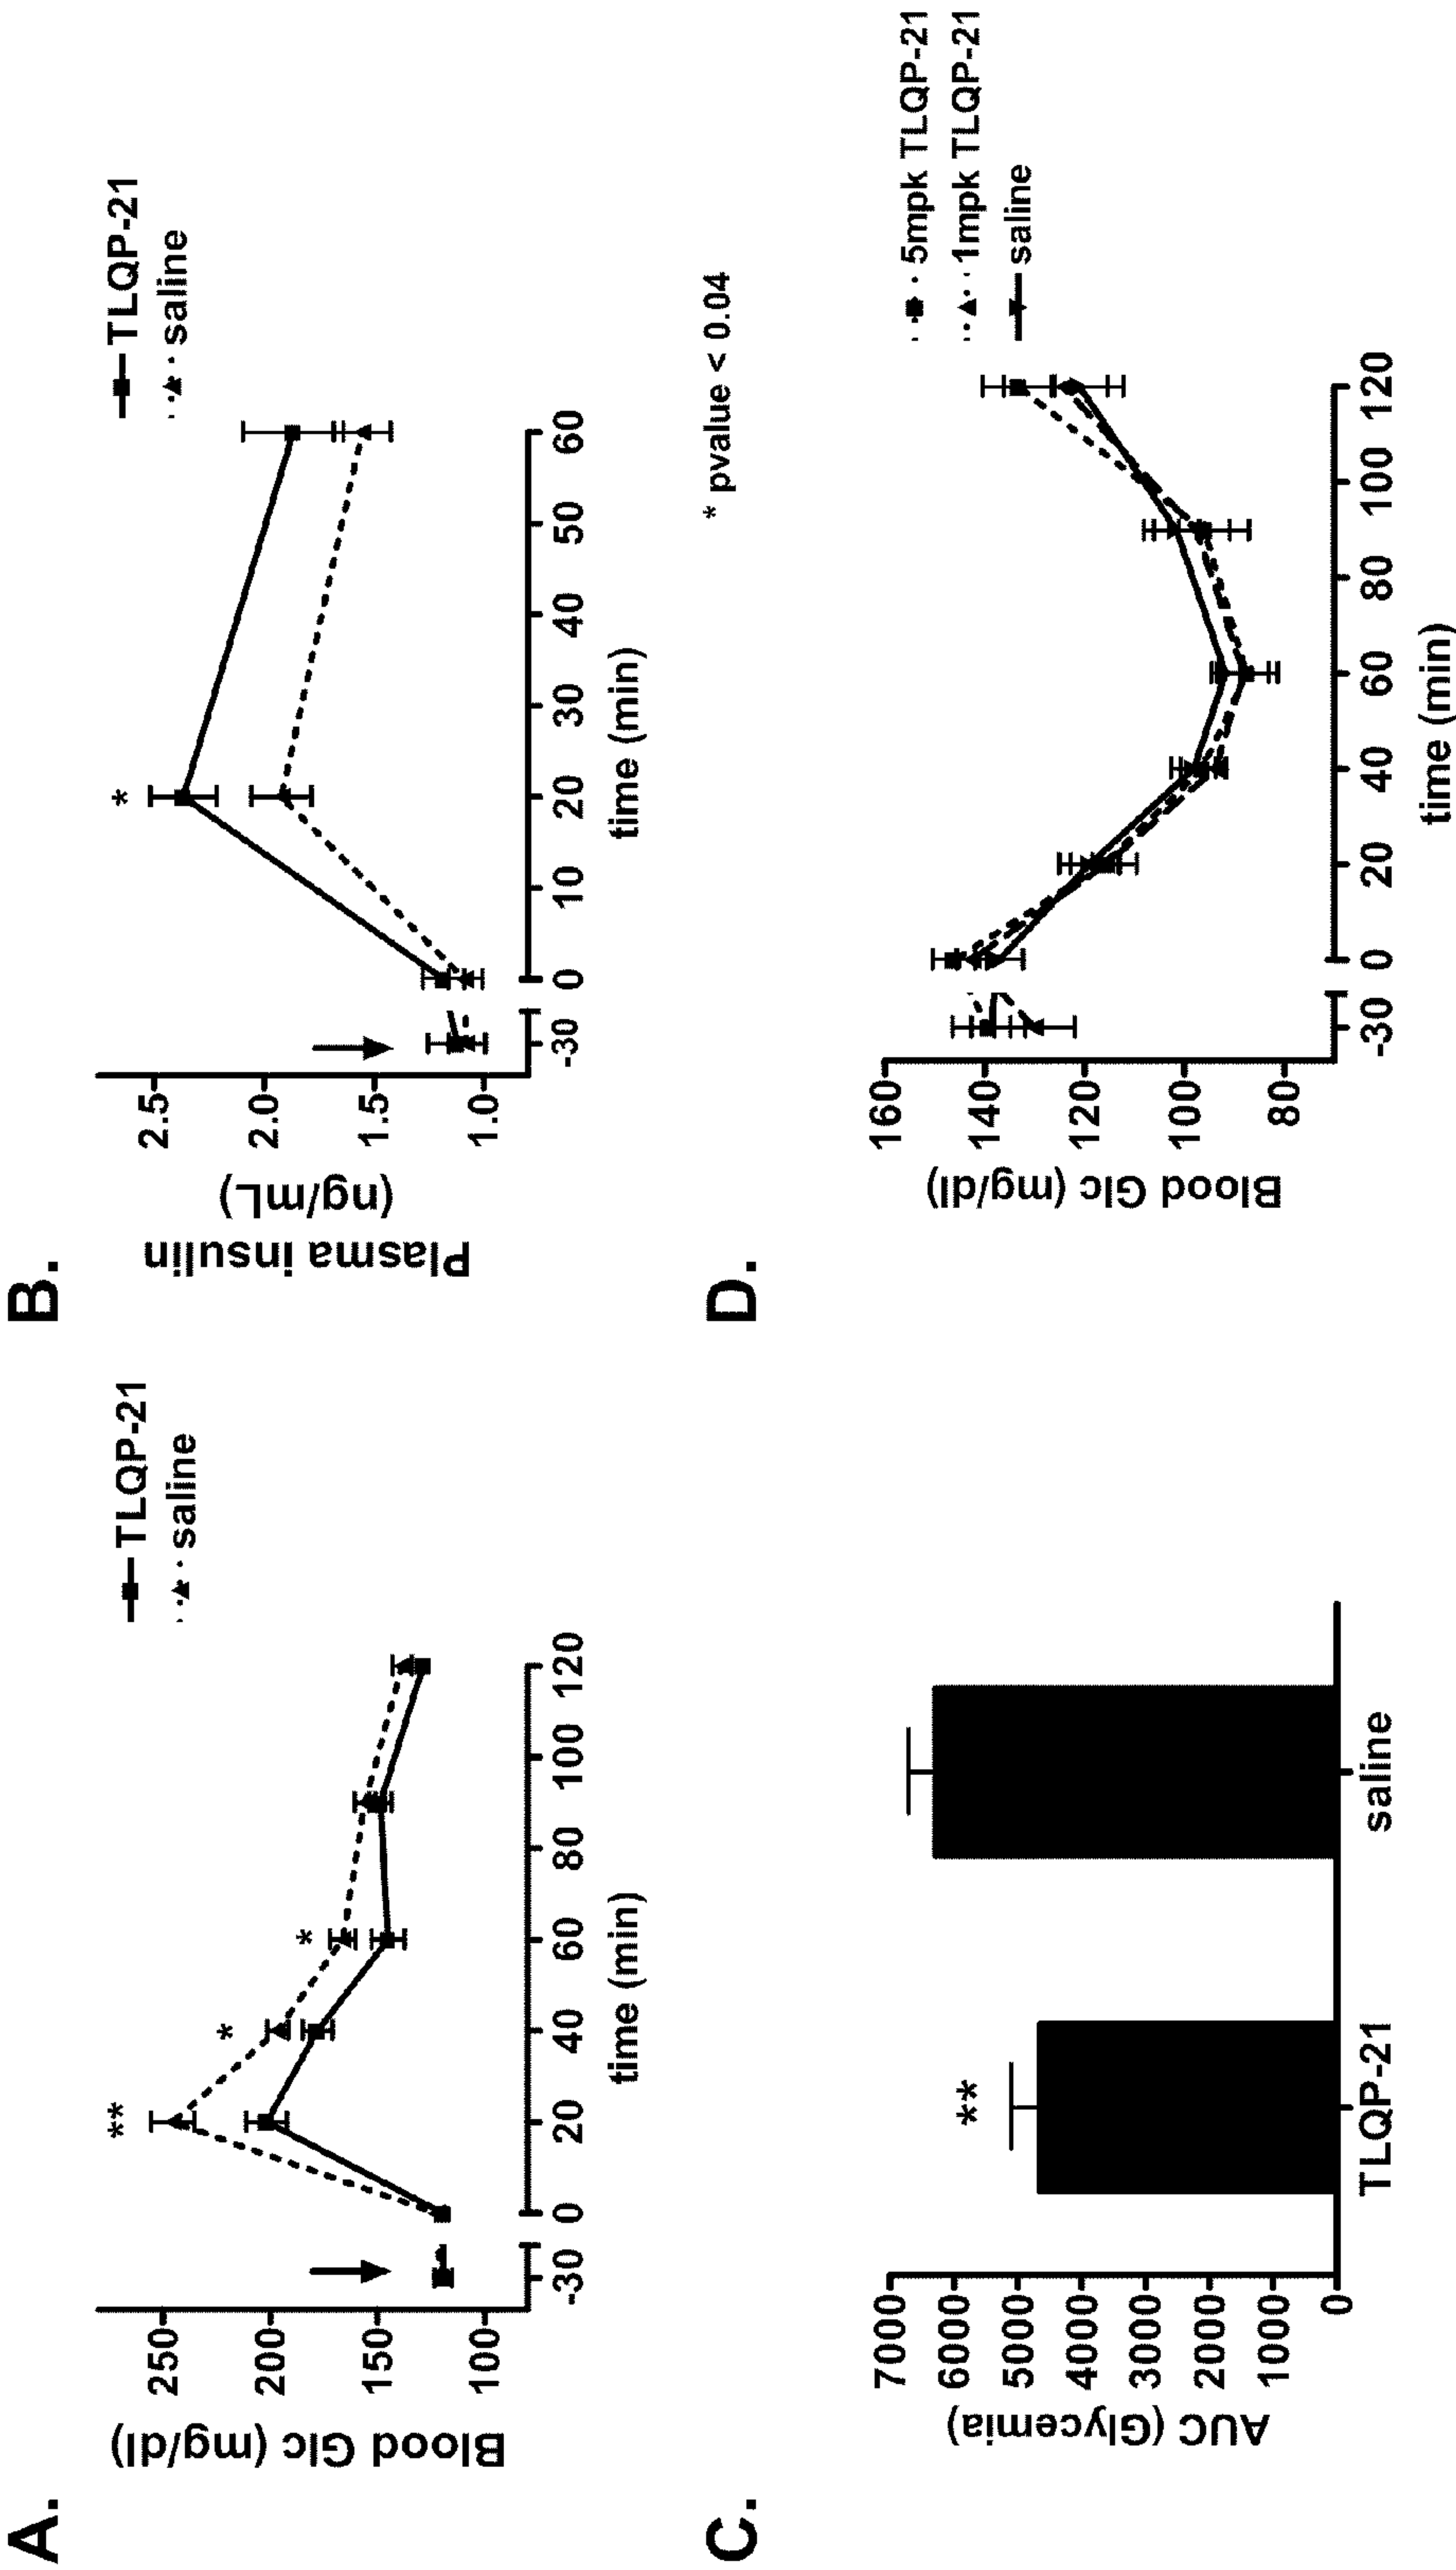 A.
Blood Glc (mg/dl)
250
200
150
100
-30 0 20 40 60 80 100 120
time (min)
** * *
TLQP-21
saline
B.
Plasma insulin
(ng/mL)
2.5
2.0
1.5
1.0
-30 0 10 20 30 40 50 60
time (min)
*
TLQP-21
saline
* pvalue < 0.04
C.
AUC (Glycemia)
7000
6000
5000
4000
3000
2000
1000
0
**
TLQP-21 saline
D.
Blood Glc (mg/dl)
160
140
120
100
80
-30 0 20 40 60 80 100 120
time (min)
5mpk TLQP-21
1mpk TLQP-21
saline